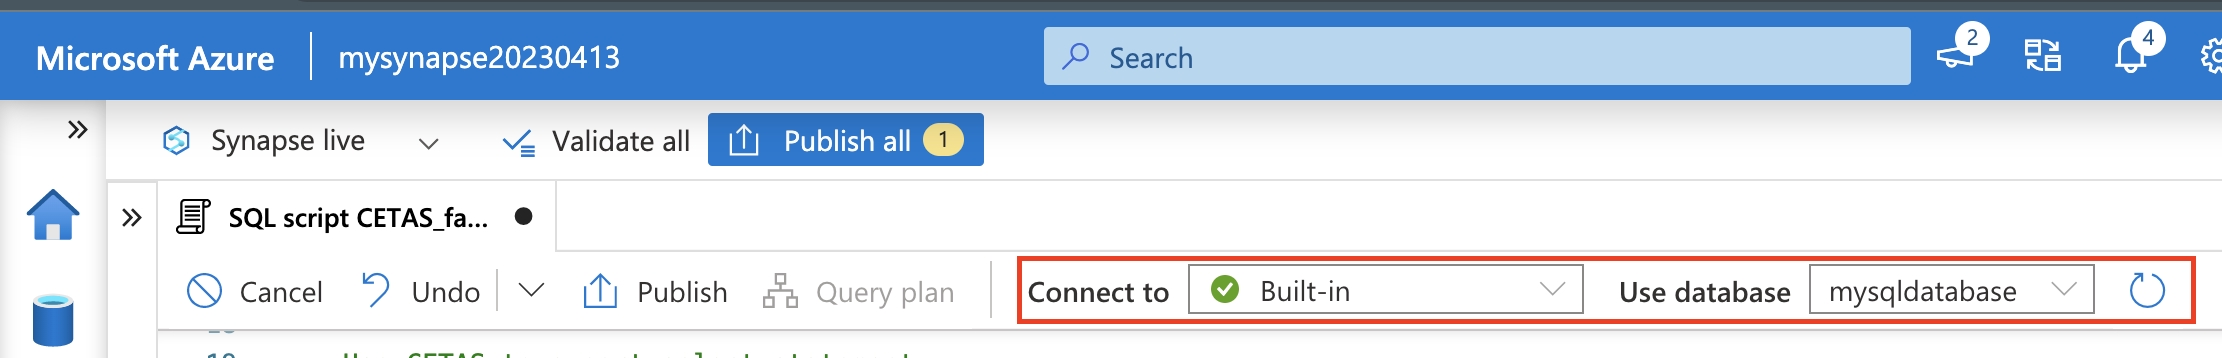 Microsoft Azure mysynapse20230413 Search 2 4
Synapse live Validate all Publish all 1
SQL script CETAS_fa...
Cancel Undo Publish Query plan Connect to Built-in Use database mysqldatabase